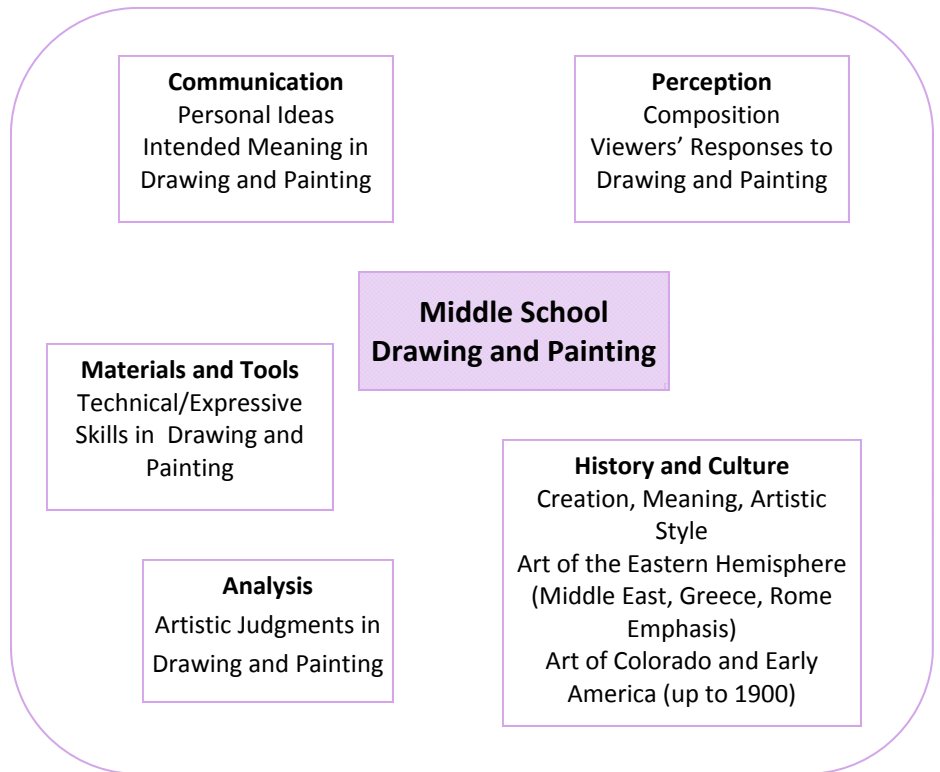 Communication
Personal Ideas
Intended Meaning in
Drawing and Painting
Perception
Composition
Viewers’ Responses to
Drawing and Painting
Middle School
Drawing and Painting
Materials and Tools
Technical/Expressive
Skills in Drawing and
Painting
History and Culture
Creation, Meaning, Artistic
Style
Art of the Eastern Hemisphere
(Middle East, Greece, Rome
Emphasis)
Art of Colorado and Early
America (up to 1900)
Analysis
Artistic Judgments in
Drawing and Painting